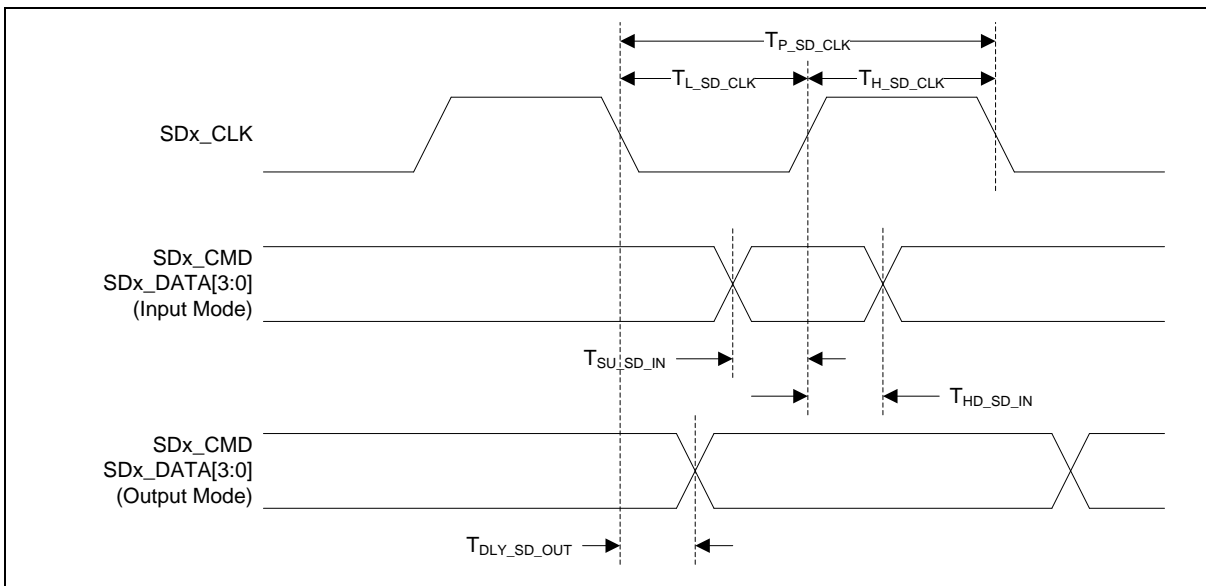 T_P_SD_CLK
T_L_SD_CLK
T_H_SD_CLK
SDx_CLK
SDx_CMD
SDx_DATA[3:0]
(Input Mode)
T_SU_SD_IN
T_HD_SD_IN
SDx_CMD
SDx_DATA[3:0]
(Output Mode)
T_DLY_SD_OUT